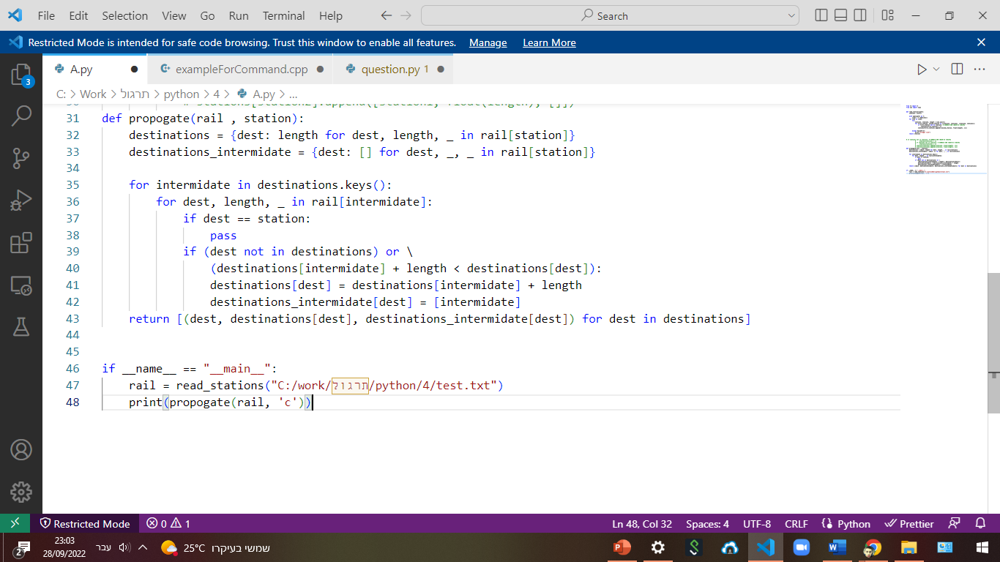 File Edit Selection View Go Run Terminal Help Search
Restricted Mode is intended for safe code browsing. Trust this window to enable all features. Manage Learn More
3
A.py exampleForCommand.cpp question.py 1
C: > Work > תרגול > python > 4 > A.py > ...
31 def propogate(rail , station):
32 destinations = {dest: length for dest, length, _ in rail[station]}
33 destinations_intermidate = {dest: [] for dest, _, _ in rail[station]}
34
35 for intermidate in destinations.keys():
36 for dest, length, _ in rail[intermidate]:
37 if dest == station:
38 pass
39 if (dest not in destinations) or \
40 (destinations[intermidate] + length < destinations[dest]):
41 destinations[dest] = destinations[intermidate] + length
42 destinations_intermidate[dest] = [intermidate]
43 return [(dest, destinations[dest], destinations_intermidate[dest]) for dest in destinations]
44
45
46 if __name__ == "__main__":
47 rail = read_stations("C:/work/תרגול/python/4/test.txt")
48 print(propogate(rail, 'c'))
Restricted Mode 0 1 Ln 48, Col 32 Spaces: 4 UTF-8 CRLF Python Prettier
2
23:03
28/09/2022
עבר
25°C שמשי בעיקרו